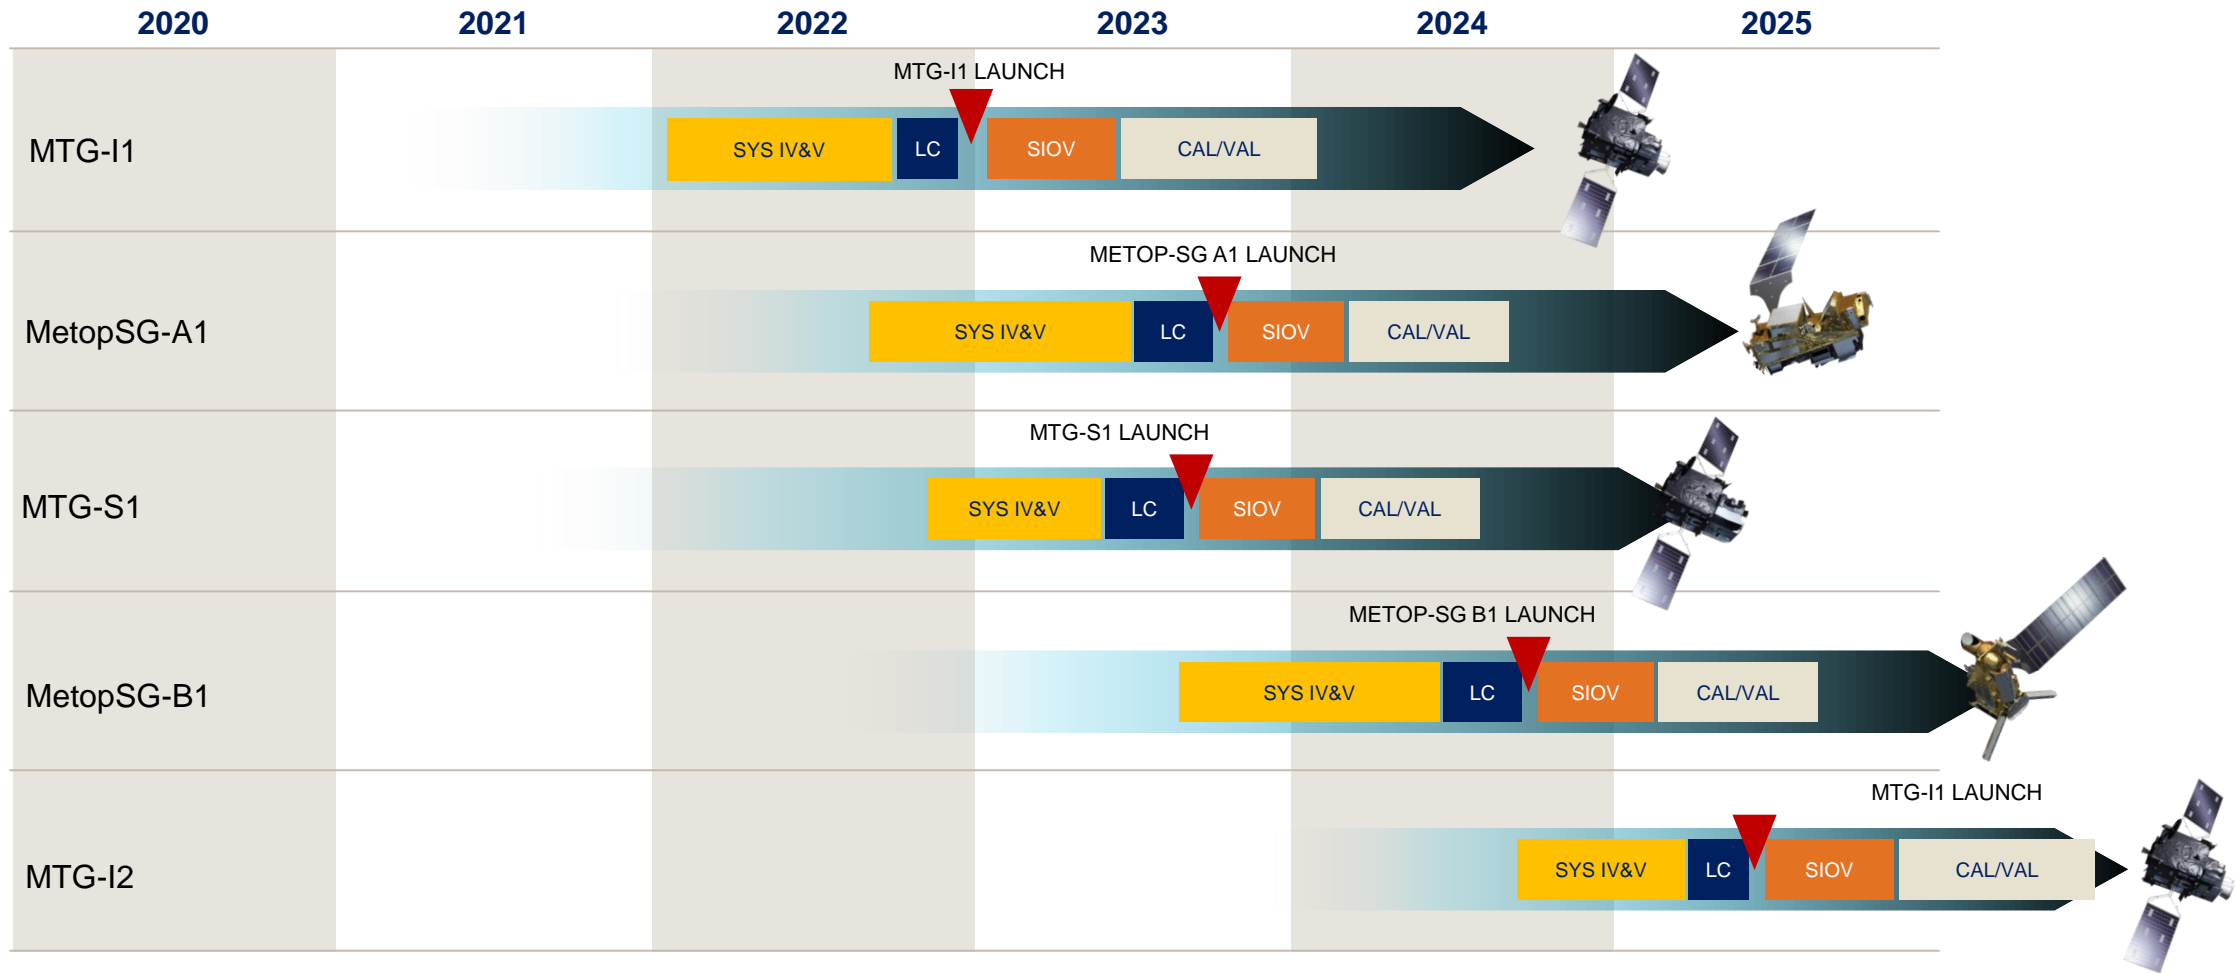 2020 2021 2022 2023 2024 2025
MTG-I1 LAUNCH
MTG-I1
SYS IV&V LC SIOV CAL/VAL
METOP-SG A1 LAUNCH
MetopSG-A1
SYS IV&V LC SIOV CAL/VAL
MTG-S1 LAUNCH
MTG-S1
SYS IV&V LC SIOV CAL/VAL
METOP-SG B1 LAUNCH
MetopSG-B1
SYS IV&V LC SIOV CAL/VAL
MTG-I1 LAUNCH
MTG-I2
SYS IV&V LC SIOV CAL/VAL